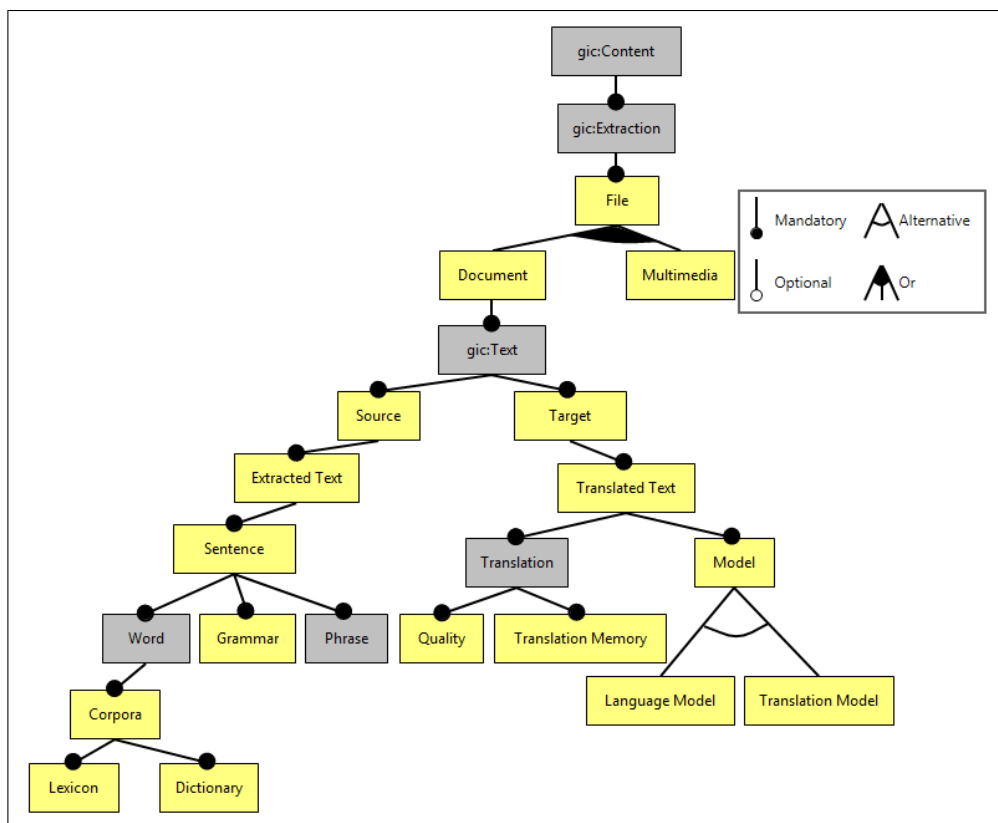 gic:Content
gic:Extraction
File
Mandatory
Alternative
Document
Multimedia
Optional
Or
gic:Text
Source
Target
Extracted Text
Translated Text
Sentence
Translation
Model
Word
Grammar
Phrase
Quality
Translation Memory
Corpora
Language Model
Translation Model
Lexicon
Dictionary